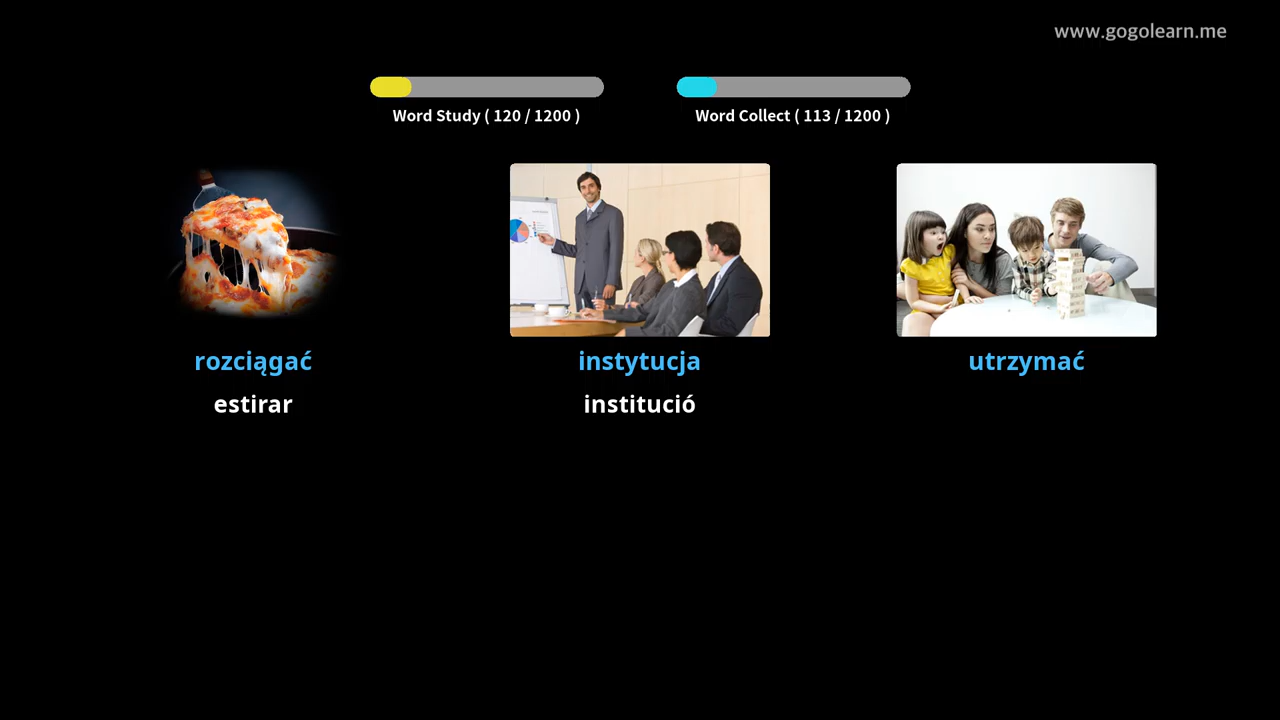 www.gogolearn.me
Word Study ( 120 / 1200 )
Word Collect ( 113 / 1200 )
rozciągać
instytucja
utrzymać
estirar
institució